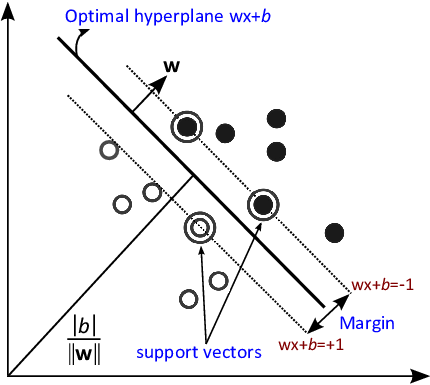 Optimal hyperplane wx+b
w
wx+b=-1
Margin
wx+b=+1
|b|
‖w‖
support vectors